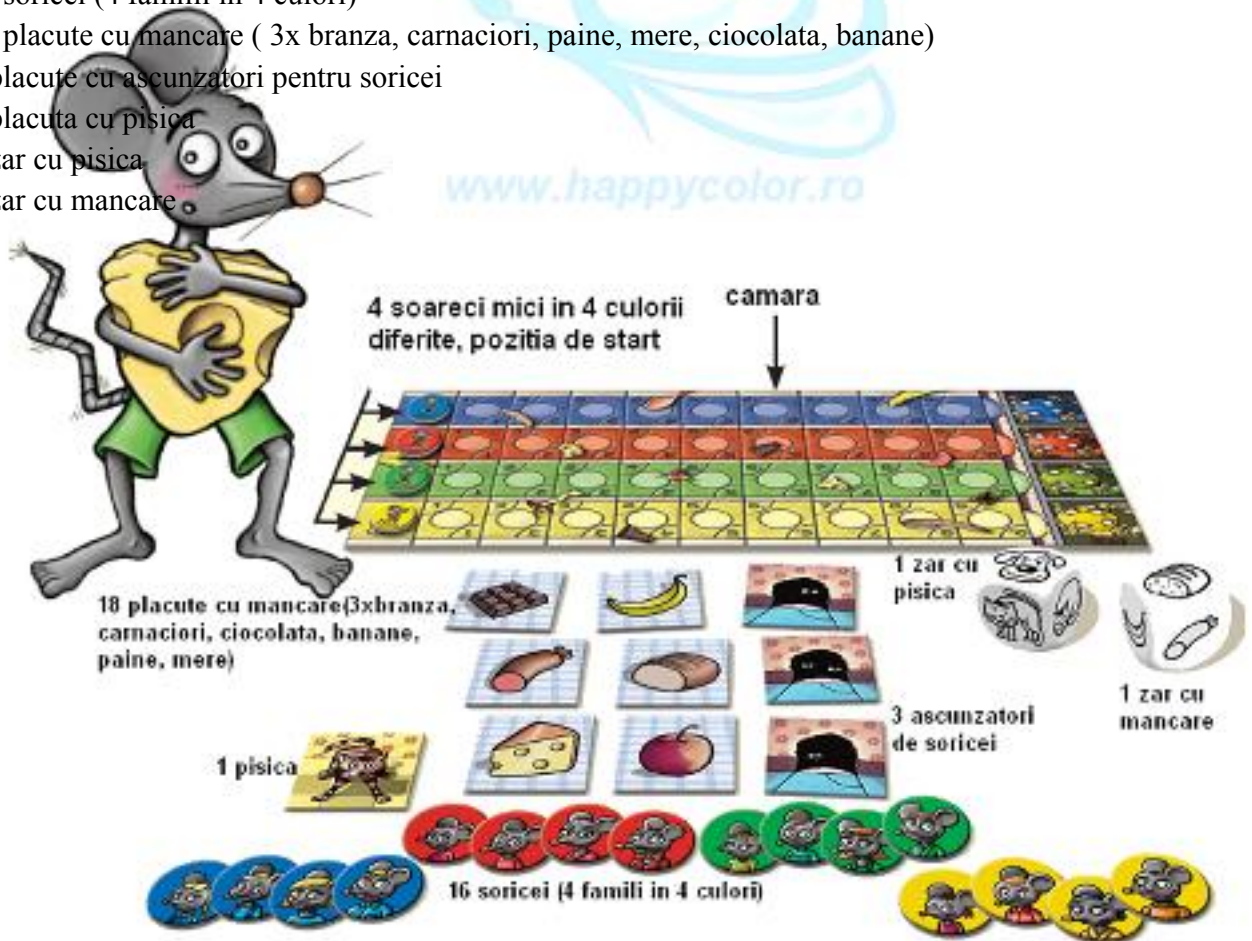 soricei (4 famili in 4 culori)
placute cu mancare ( 3x branza, carnaciori, paine, mere, ciocolata, banane)
placute cu ascunzatori pentru soricei
placuta cu pisica
zar cu pisica
zar cu mancare
www.happycolor.ro
4 soareci mici in 4 culorii
diferite, pozitia de start
camara
1 zar cu
pisica
18 placute cu mancare(3xbranza,
carnaciori, ciocolata, banane,
paine, mere)
1 zar cu
mancare
3 ascunzatori
de soricei
1 pisica
16 soricei (4 famili in 4 culori)